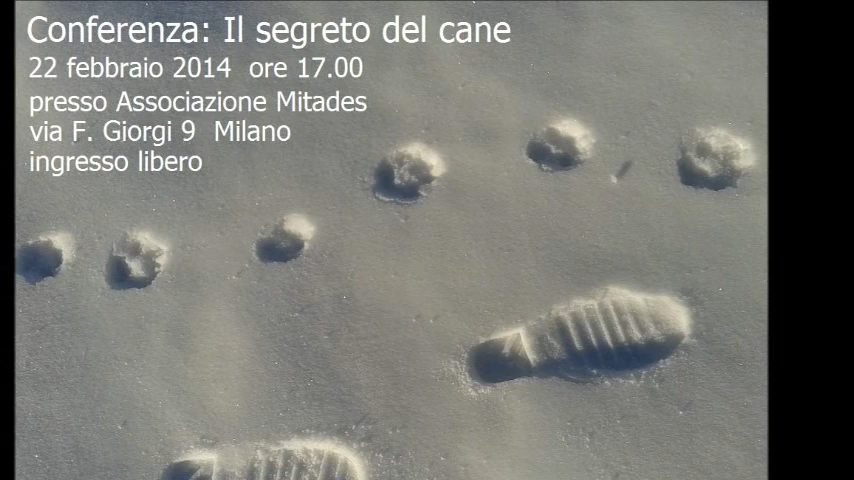 Conferenza: Il segreto del cane
22 febbraio 2014 ore 17.00
presso Associazione Mitades
via F. Giorgi 9 Milano
ingresso libero